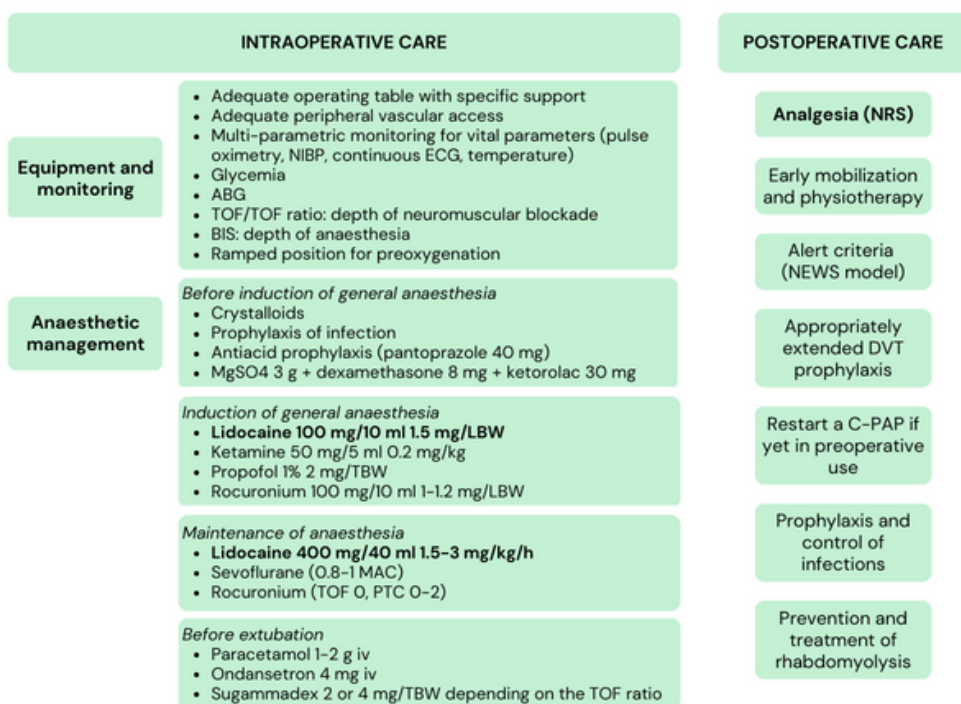 INTRAOPERATIVE CARE
Equipment and
monitoring
• Adequate operating table with specific support
• Adequate peripheral vascular access
• Multi-parametric monitoring for vital parameters (pulse
oximetry, NIBP, continuous ECG, temperature)
• Glycemia
• ABG
• TOF/TOF ratio: depth of neuromuscular blockade
• BIS: depth of anaesthesia
• Ramped position for preoxygenation
Anaesthetic
management
Before induction of general anaesthesia
• Crystalloids
• Prophylaxis of infection
• Antiacid prophylaxis (pantoprazole 40 mg)
• MgSO4 3 g + dexamethasone 8 mg + ketorolac 30 mg
Induction of general anaesthesia
• Lidocaine 100 mg/10 ml 1.5 mg/LBW
• Ketamine 50 mg/5 ml 0.2 mg/kg
• Propofol 1% 2 mg/TBW
• Rocuronium 100 mg/10 ml 1-1.2 mg/LBW
Maintenance of anaesthesia
• Lidocaine 400 mg/40 ml 1.5-3 mg/kg/h
• Sevoflurane (0.8-1 MAC)
• Rocuronium (TOF 0, PTC 0-2)
Before extubation
• Paracetamol 1-2 g iv
• Ondansetron 4 mg iv
• Sugammadex 2 or 4 mg/TBW depending on the TOF ratio
POSTOPERATIVE CARE
Analgesia (NRS)
Early mobilization
and physiotherapy
Alert criteria
(NEWS model)
Appropriately
extended DVT
prophylaxis
Restart a C-PAP if
yet in preoperative
use
Prophylaxis and
control of
infections
Prevention and
treatment of
rhabdomyolysis